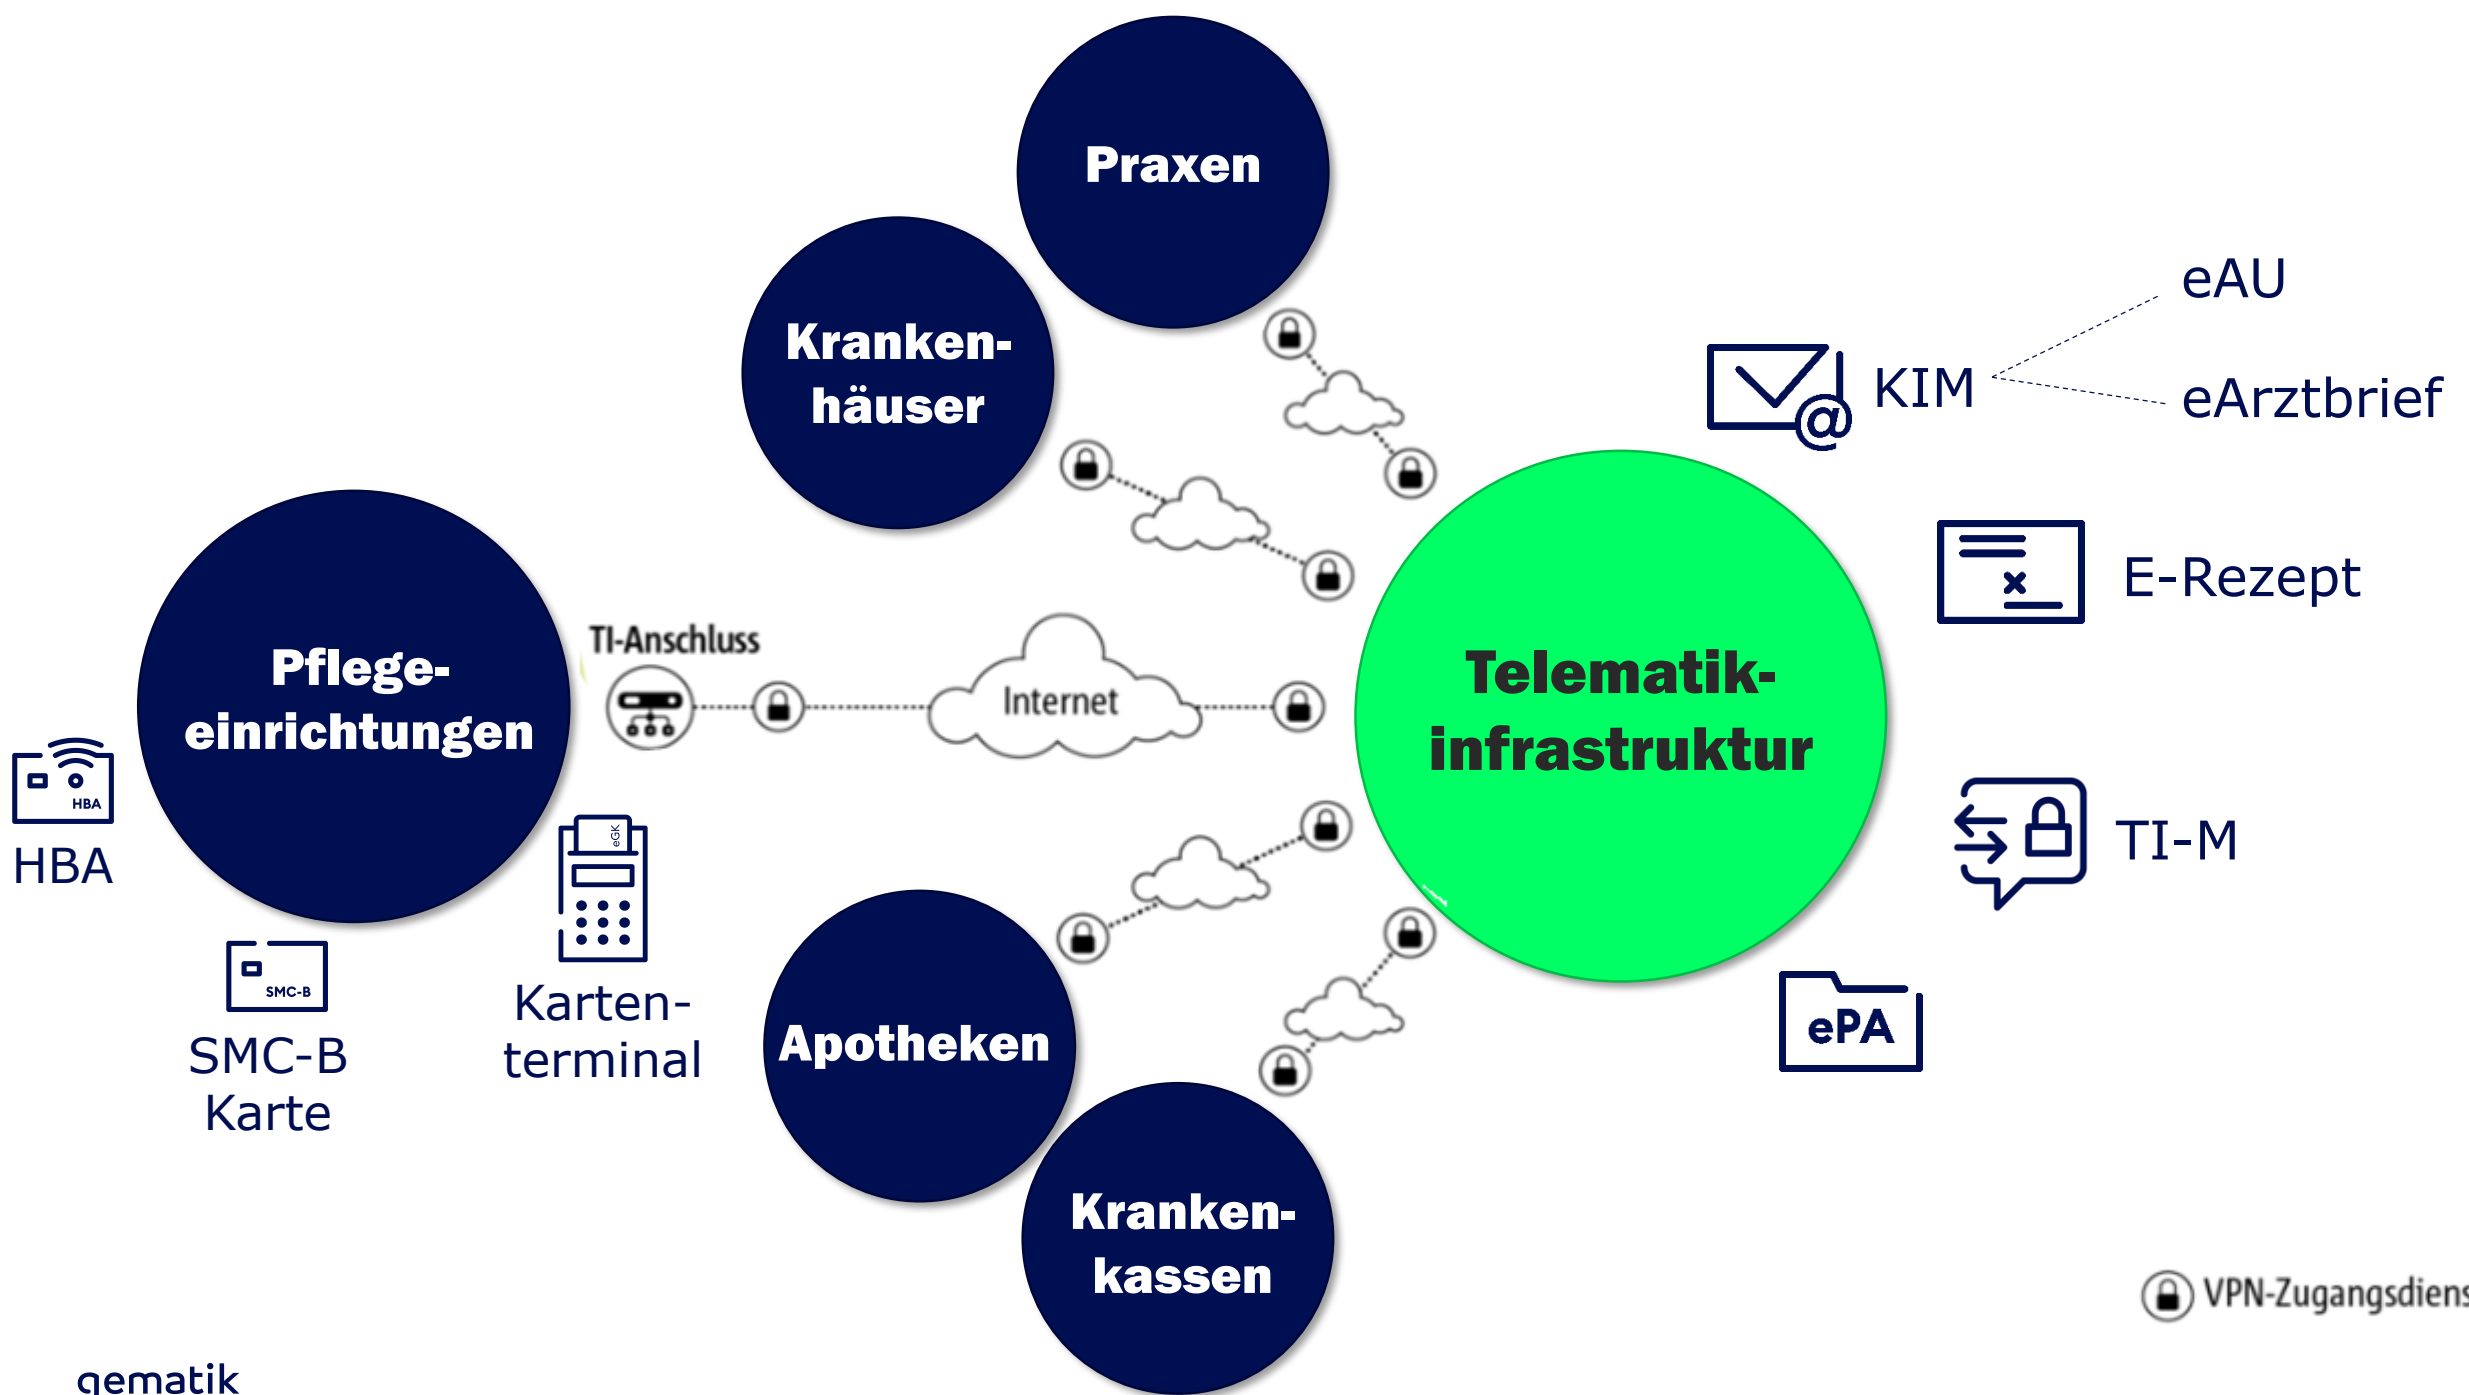 Praxen
Kranken-
häuser
eAU
KIM
eArztbrief
@
E-Rezept
TI-Anschluss
Internet
Pflege-
einrichtungen
Telematik-
infrastruktur
HBA
HBA
eGK
TI-M
SMC-B
SMC-B
Karte
Karten-
terminal
ePA
Apotheken
Kranken-
kassen
VPN-Zugangsdiens
gematik